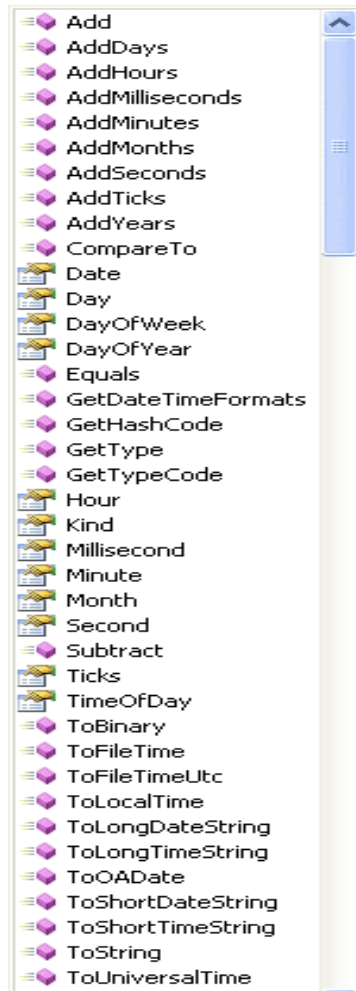 Add
AddDays
AddHours
AddMilliseconds
AddMinutes
AddMonths
AddSeconds
AddTicks
AddYears
CompareTo
Date
Day
DayOfWeek
DayOfYear
Equals
GetDateTimeFormats
GetHashCode
GetType
GetTypeCode
Hour
Kind
Millisecond
Minute
Month
Second
Subtract
Ticks
TimeOfDay
ToBinary
ToFileTime
ToFileTimeUtc
ToLocalTime
ToLongDateString
ToLongTimeString
ToOADate
ToShortDateString
ToShortTimeString
ToString
ToUniversalTime